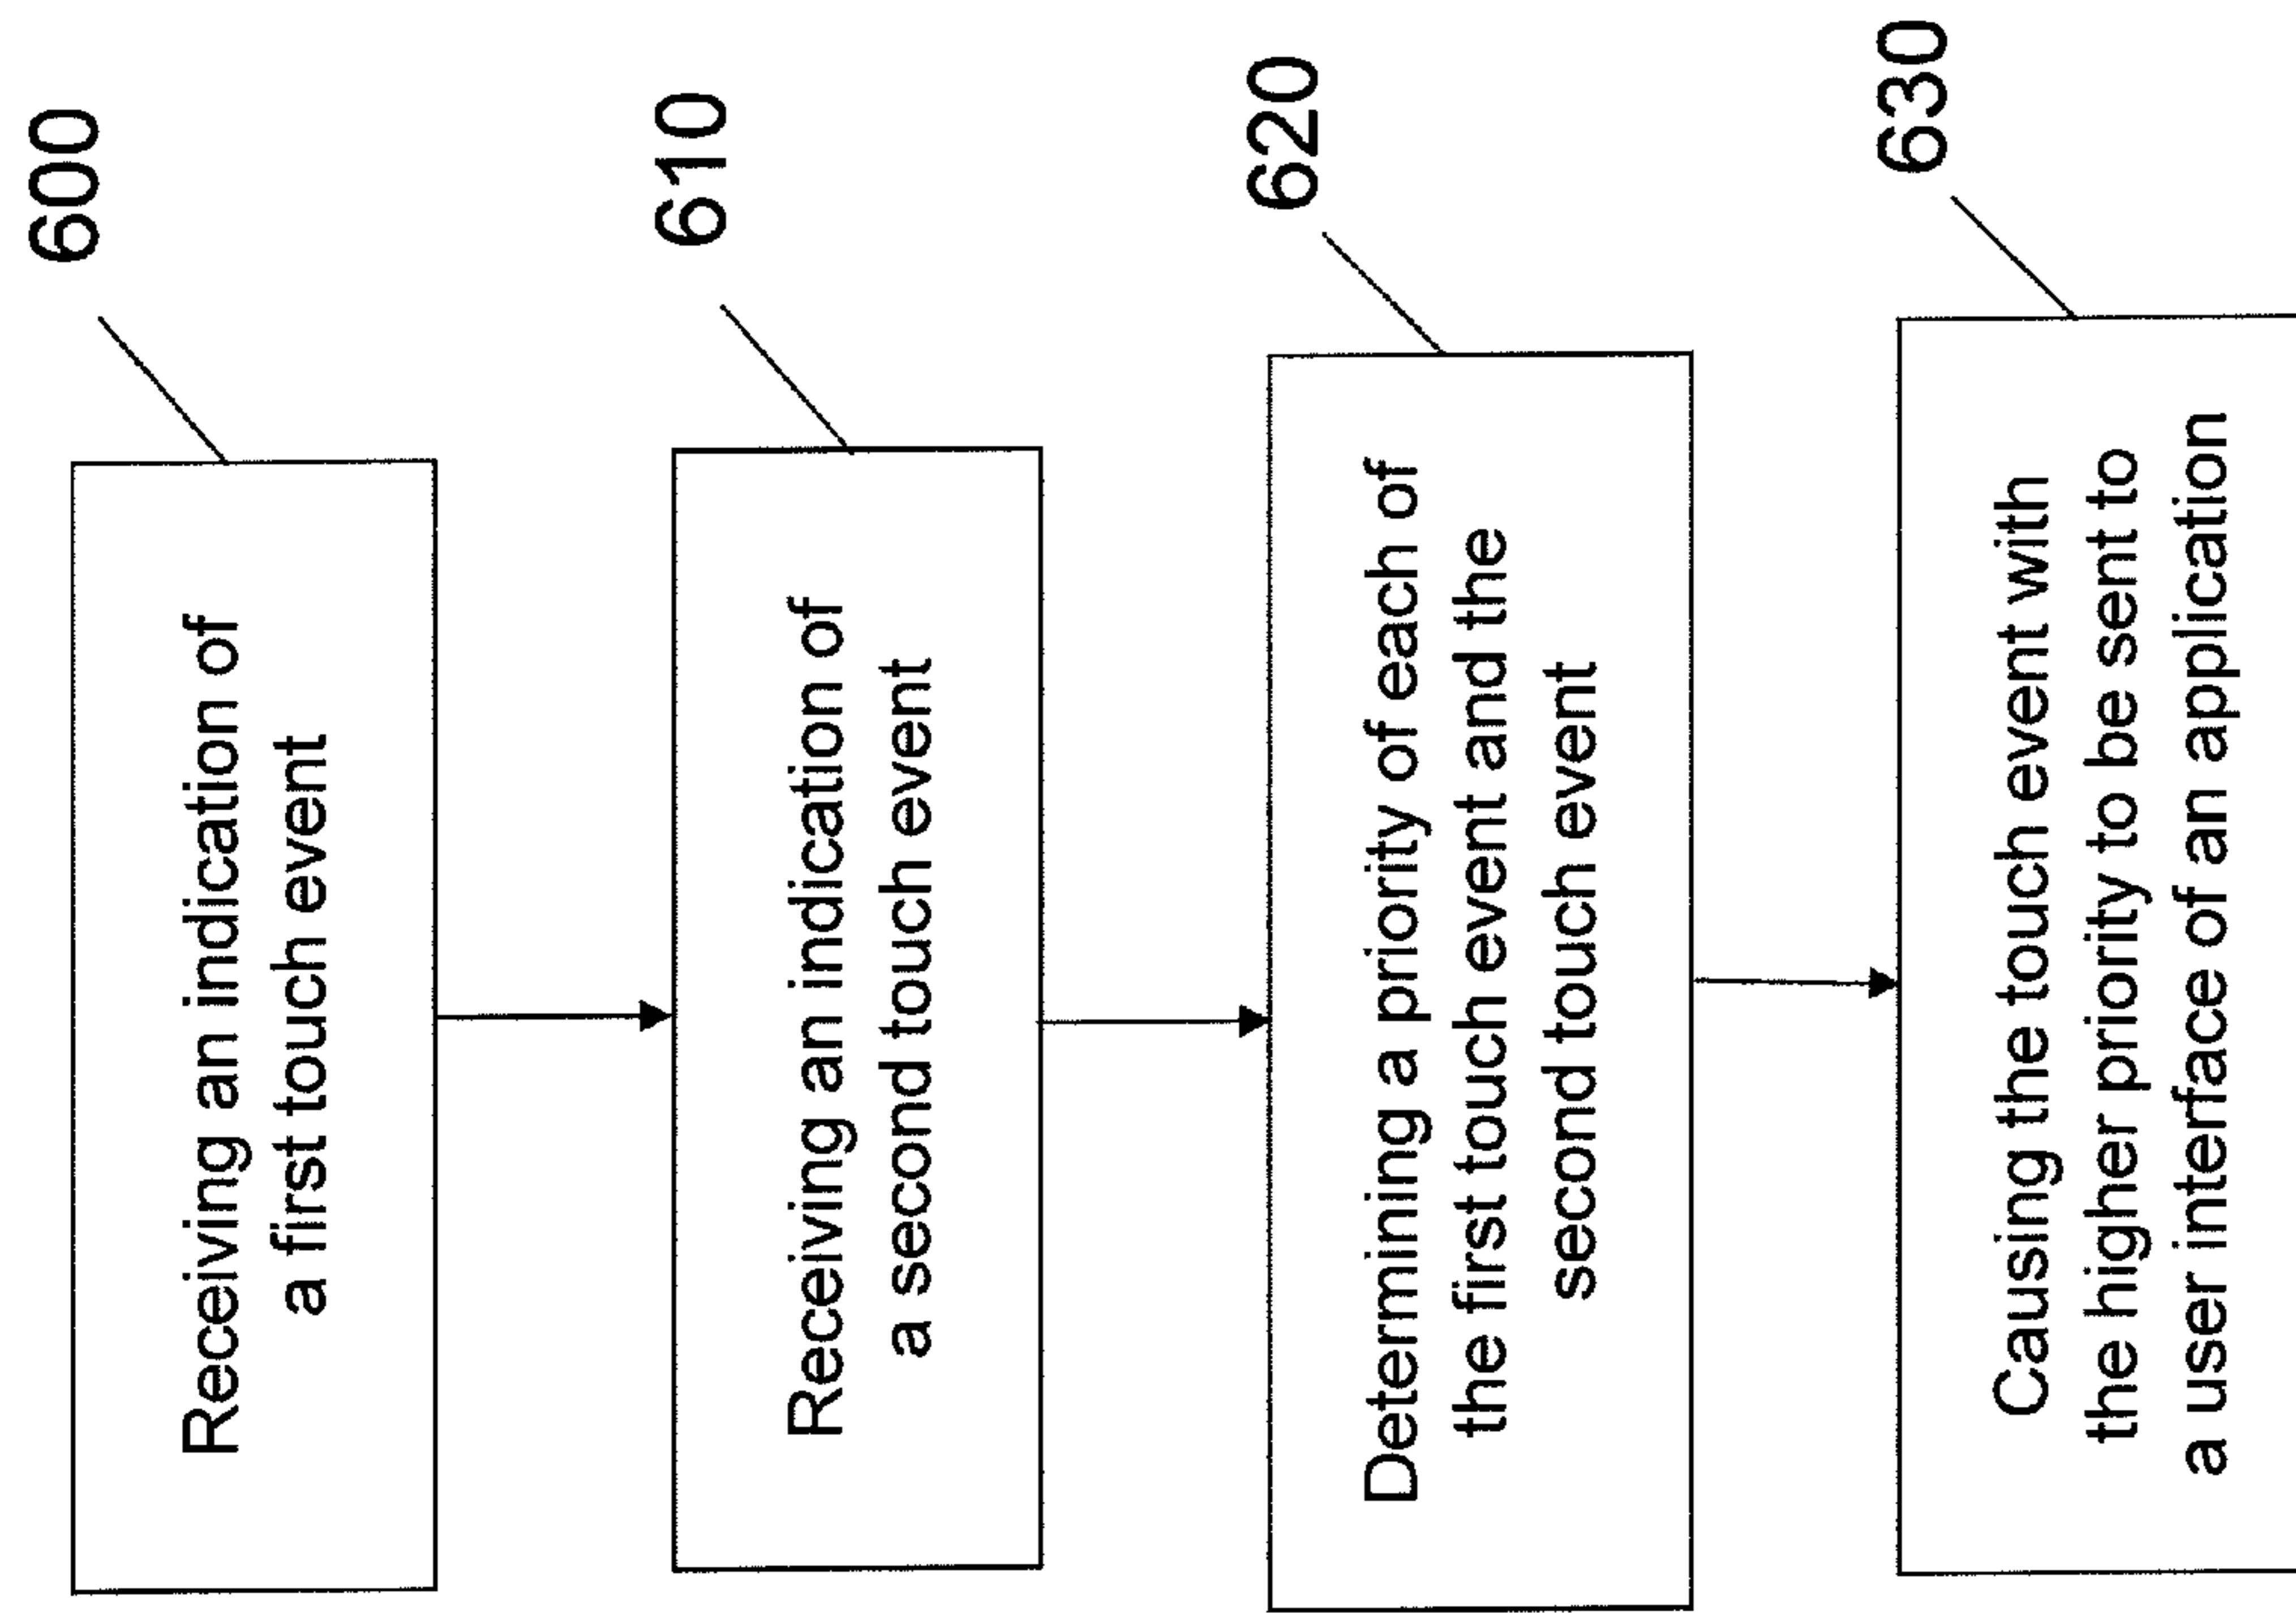 600
Receiving an indication of
a first touch event
610
Receiving an indication of
a second touch event
620
Determining a priority of each of
the first touch event and the
second touch event
630
Causing the touch event with
the higher priority to be sent to
a user interface of an application